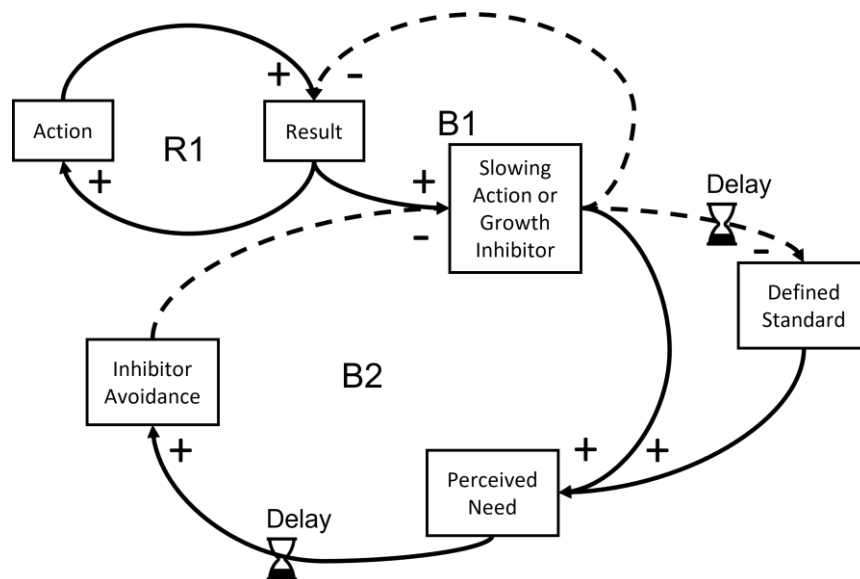 +
-
Action
R1
Result
B1
+
+
Slowing
Action or
Growth
Inhibitor
Delay
-
-
Defined
Standard
Inhibitor
Avoidance
B2
+
+
+
Perceived
Need
Delay